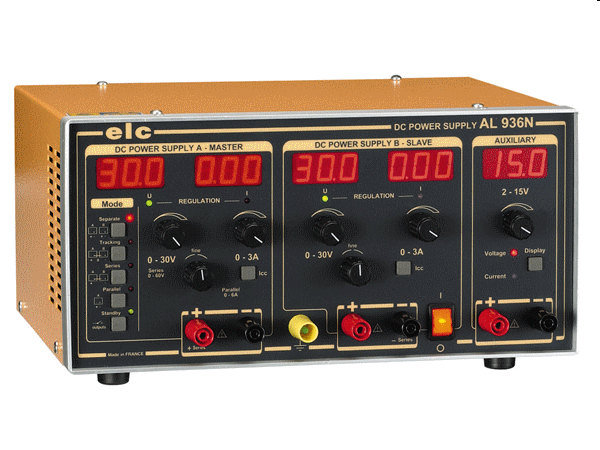 elc
DC POWER SUPPLY AL 936N
DC POWER SUPPLY A - MASTER
DC POWER SUPPLY B - SLAVE
AUXILIARY
30.0 0.00
30.0 0.00
15.0
U REGULATION I
U REGULATION I
Mode
Separate
Tracking
Series
Parallel
Standby
outputs
0 - 30V
fine
0 - 3A
Series
0 - 60V
Icc
Parallel
0 - 6A
0 - 30V
fine
0 - 3A
Icc
2 - 15V
Voltage
Display
Current
+ -
+ Series
+ -
- Series
I
O
+ -
Made in FRANCE